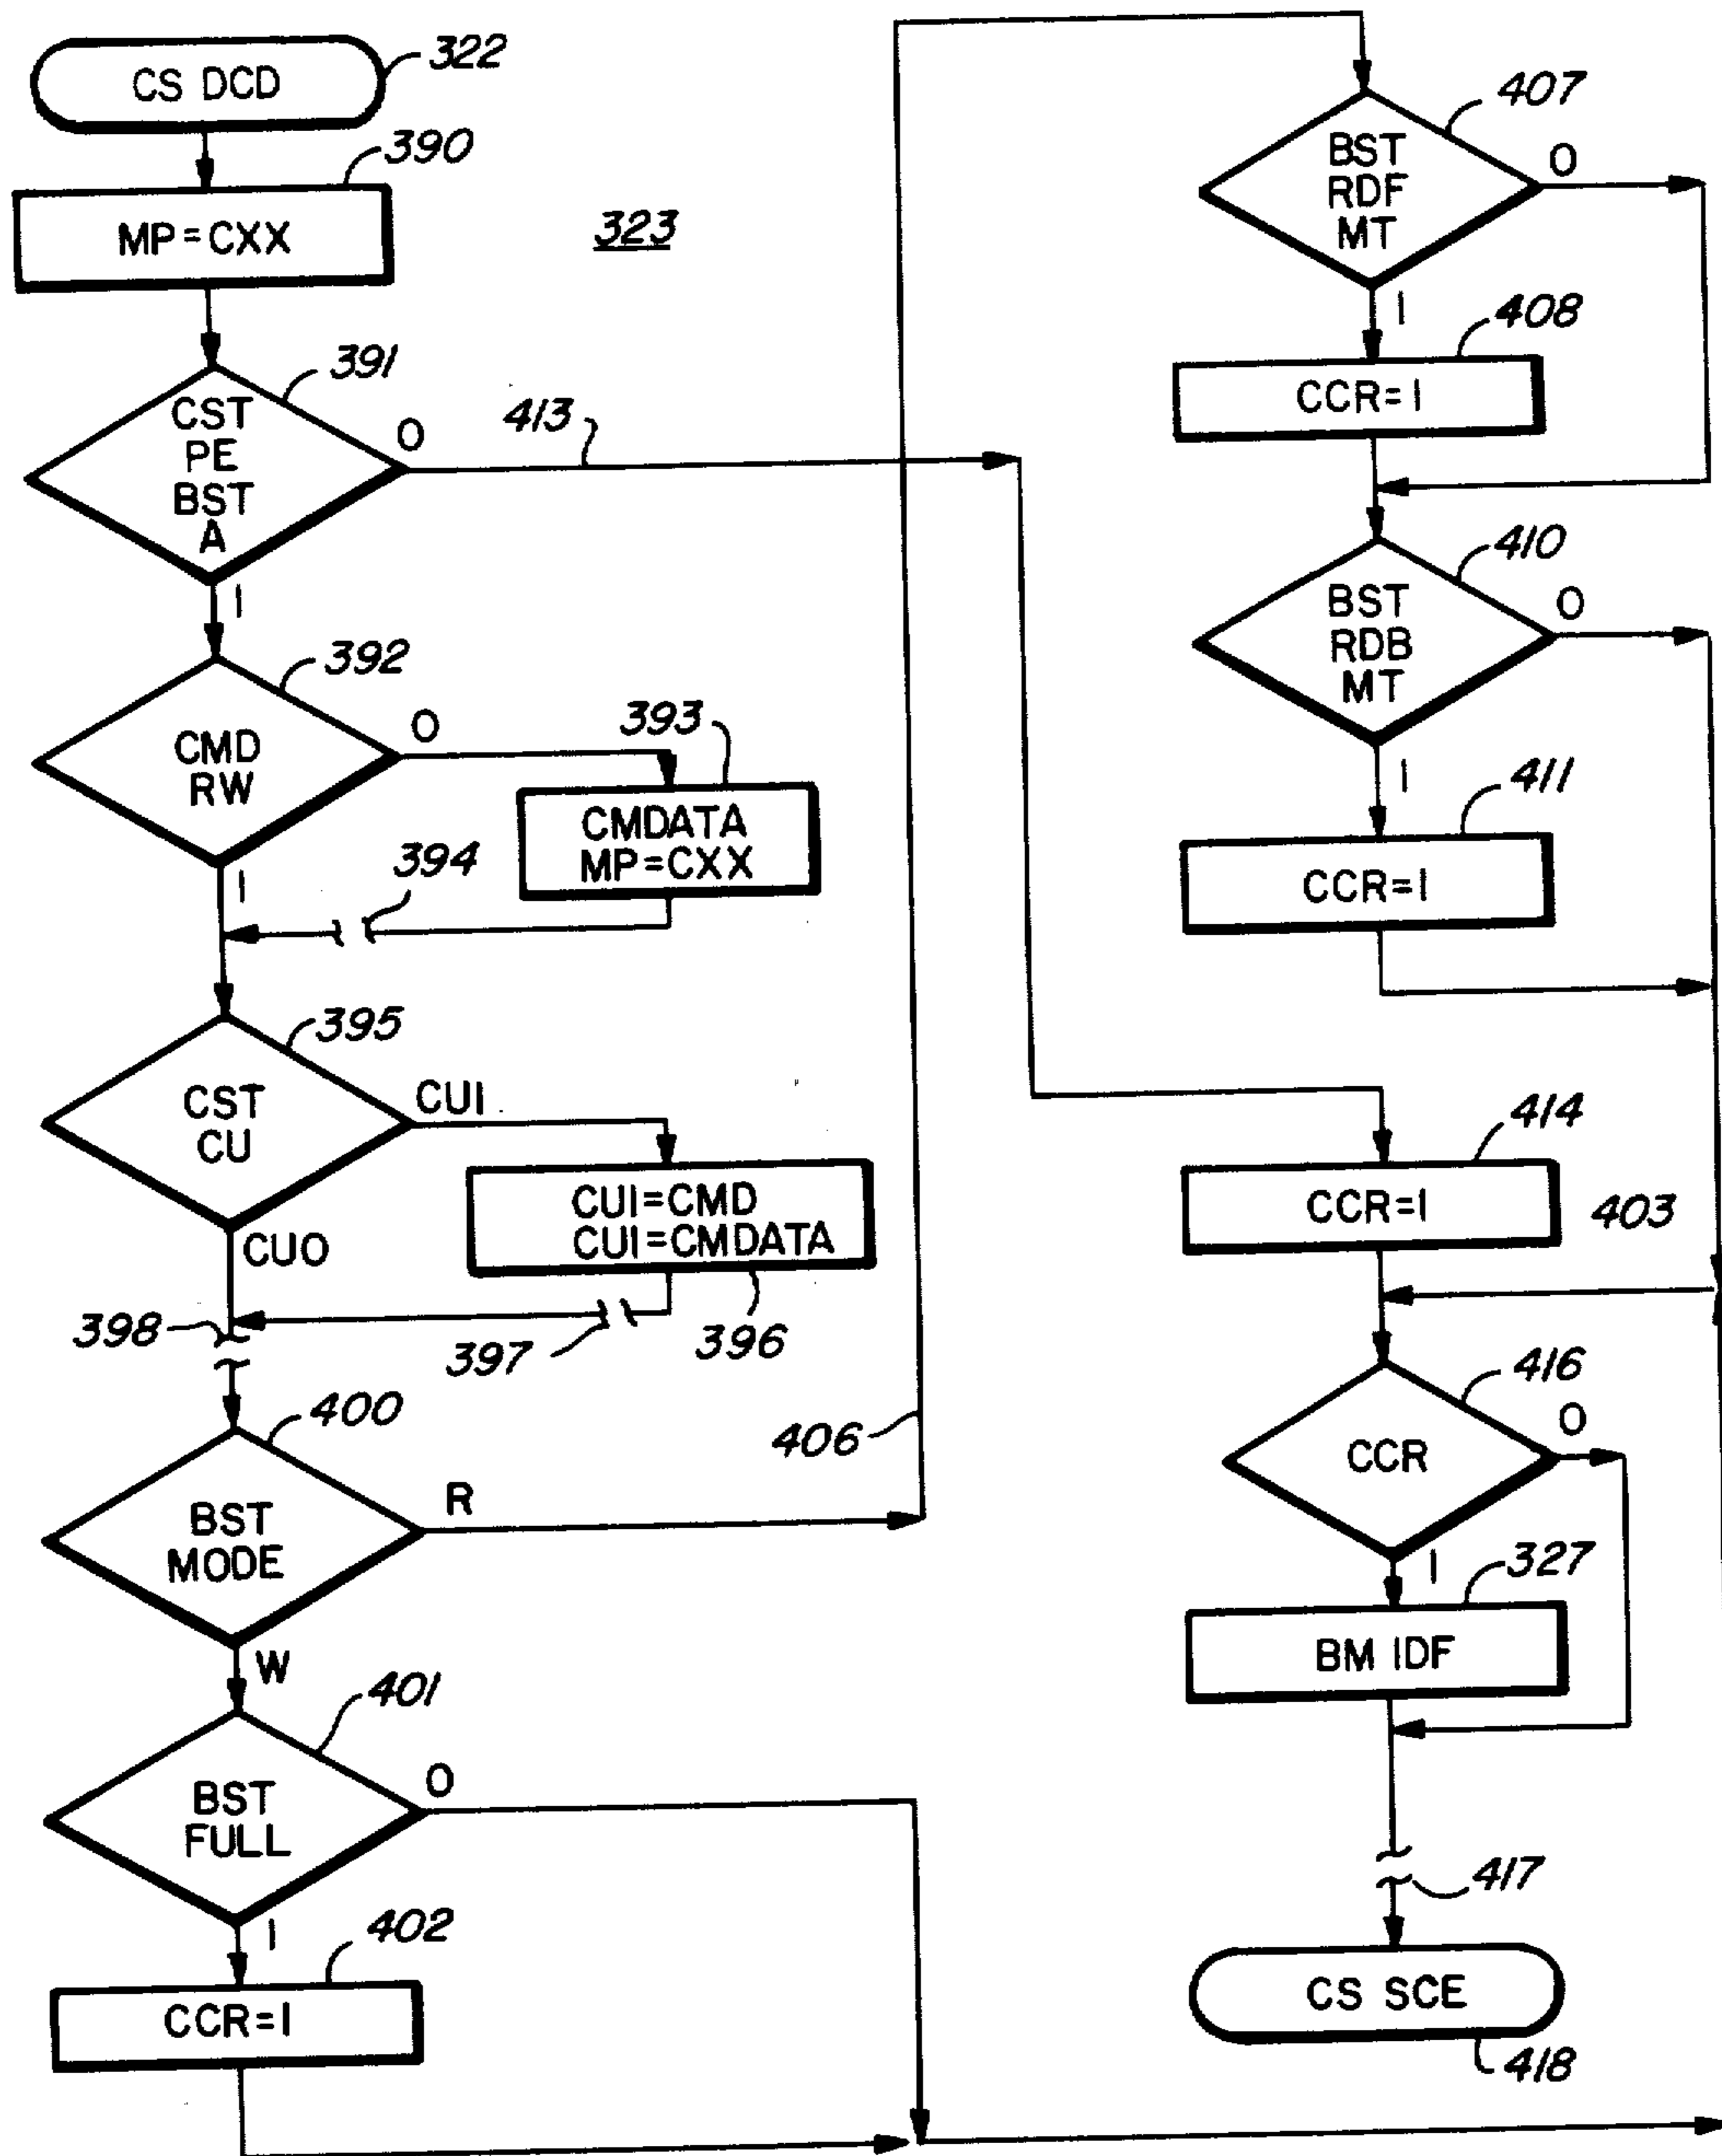 CS DCD
322
390
MP=CXX
323
391
CST
PE
BST
A
0
413
1
392
CMD
RW
0
393
CMDATA
MP=CXX
394
1
395
CST
CU
CU1
CU1=CMD
CU1=CMDATA
CU0
398
397
396
400
BST
MODE
R
406
W
401
BST
FULL
0
1
402
CCR=1
407
BST
RDF
MT
0
1
408
CCR=1
410
BST
RDB
MT
0
1
411
CCR=1
414
CCR=1
403
416
CCR
0
1
327
BM IDF
417
CS SCE
418